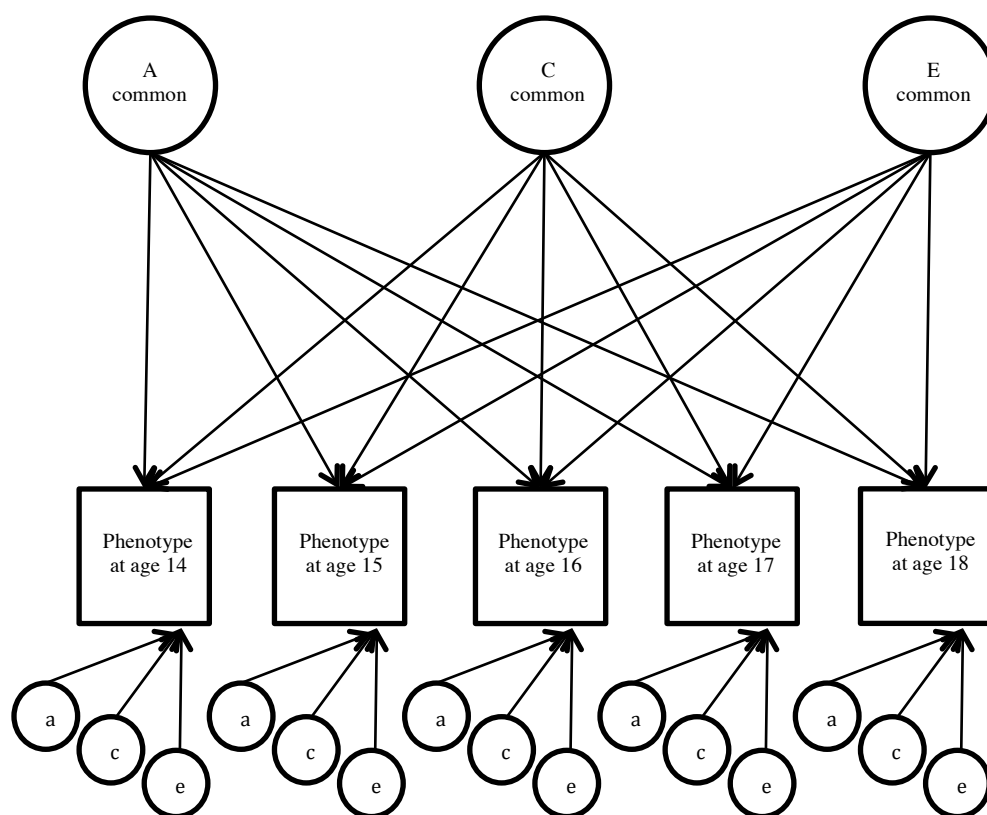 A
common
C
common
E
common
Phenotype
at age 14
Phenotype
at age 15
Phenotype
at age 16
Phenotype
at age 17
Phenotype
at age 18
a
c
e
a
c
e
a
c
e
a
c
e
a
c
e